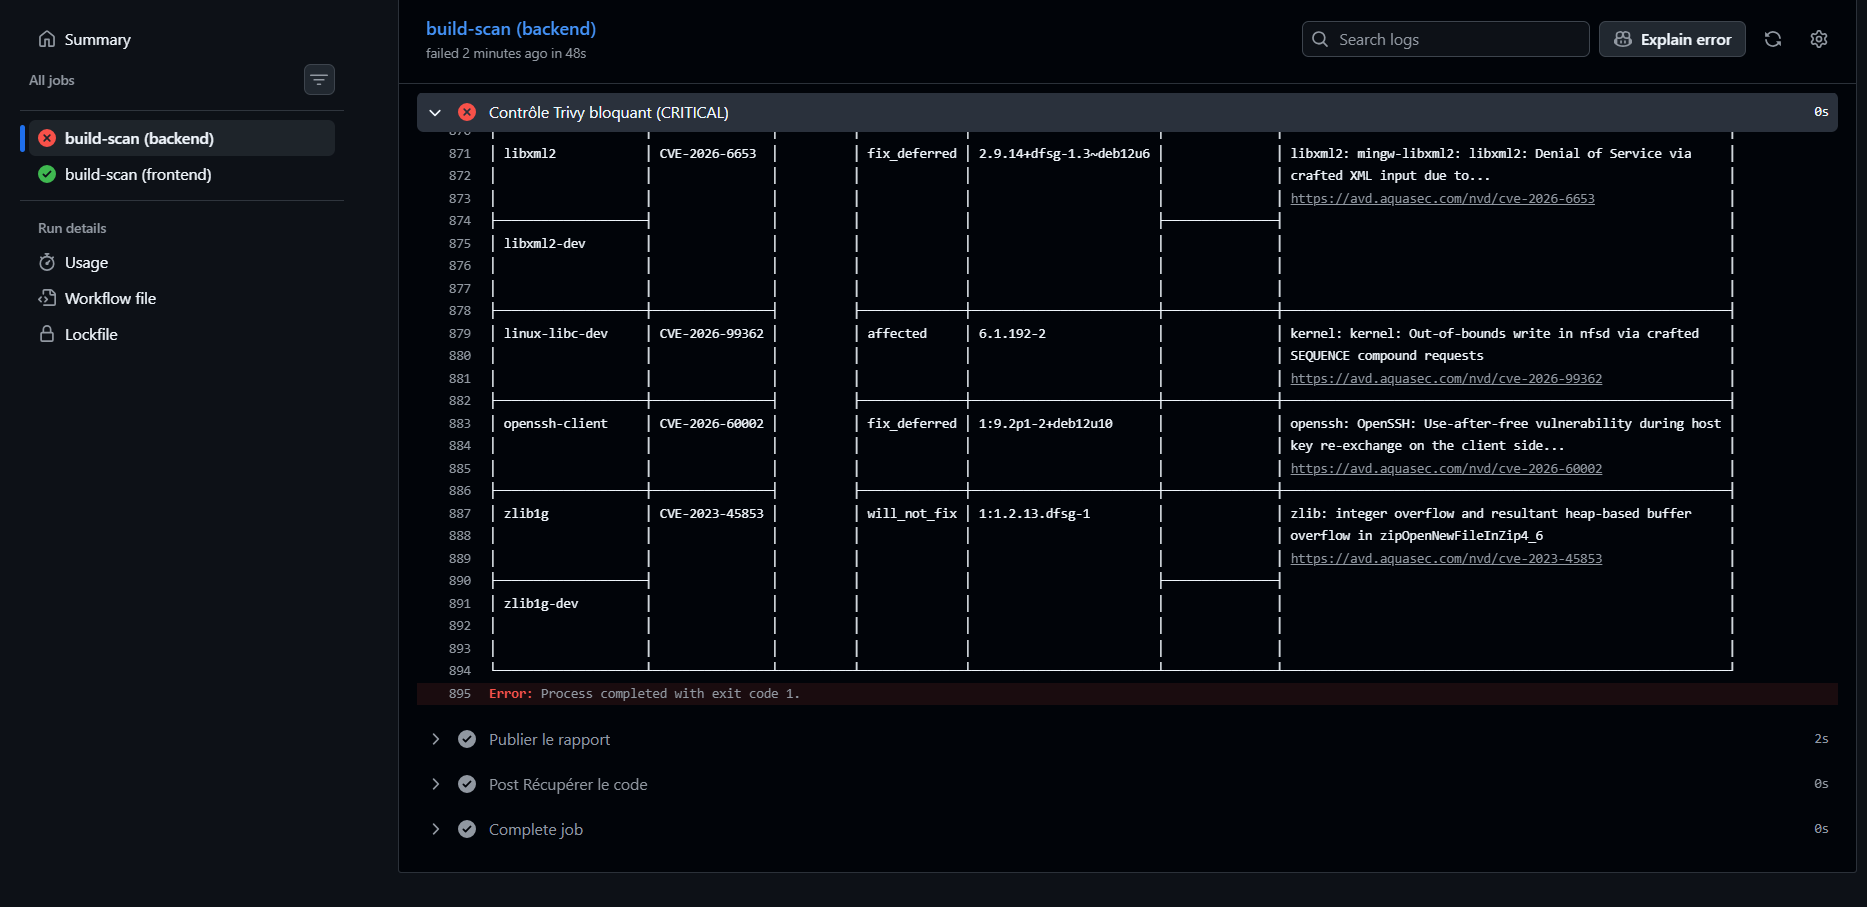 Summary
All jobs
build-scan (backend)
build-scan (frontend)
Run details
Usage
Workflow file
Lockfile
build-scan (backend)
failed 2 minutes ago in 48s
Search logs
Explain error
Contrôle Trivy bloquant (CRITICAL) 0s
870
871 libxml2 CVE-2026-6653 fix_deferred 2.9.14+dfsg-1.3~deb12u6 libxml2: mingw-libxml2: libxml2: Denial of Service via
872 crafted XML input due to...
873 https://avd.aquasec.com/nvd/cve-2026-6653
874
875 libxml2-dev
876
877
878
879 linux-libc-dev CVE-2026-99362 affected 6.1.192-2 kernel: kernel: Out-of-bounds write in nfsd via crafted
880 SEQUENCE compound requests
881 https://avd.aquasec.com/nvd/cve-2026-99362
882
883 openssh-client CVE-2026-60002 fix_deferred 1:9.2p1-2+deb12u10 openssh: OpenSSH: Use-after-free vulnerability during host
884 key re-exchange on the client side...
885 https://avd.aquasec.com/nvd/cve-2026-60002
886
887 zlib1g CVE-2023-45853 will_not_fix 1:1.2.13.dfsg-1 zlib: integer overflow and resultant heap-based buffer
888 overflow in zipOpenNewFileInZip4_6
889 https://avd.aquasec.com/nvd/cve-2023-45853
890
891 zlib1g-dev
892
893
894
895 Error: Process completed with exit code 1.
Publier le rapport 2s
Post Récupérer le code 0s
Complete job 0s